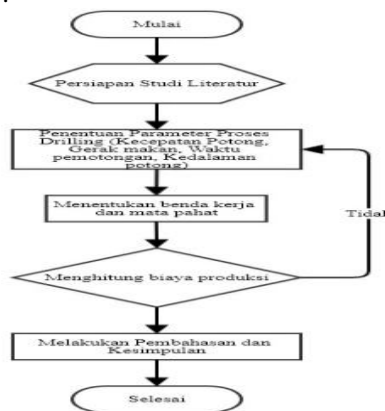 Mulai
Persiapan Studi Literatur
Penentuan Parameter Proses
Drilling (Kecepatan Potong,
Gerak makan, Waktu
pemotongan, Kedalaman
potong)
Menentukan benda kerja
dan mata pahat
Tidak
Menghitung biaya produksi
Melakukan Pembahasan dan
Kesimpulan
Selesai